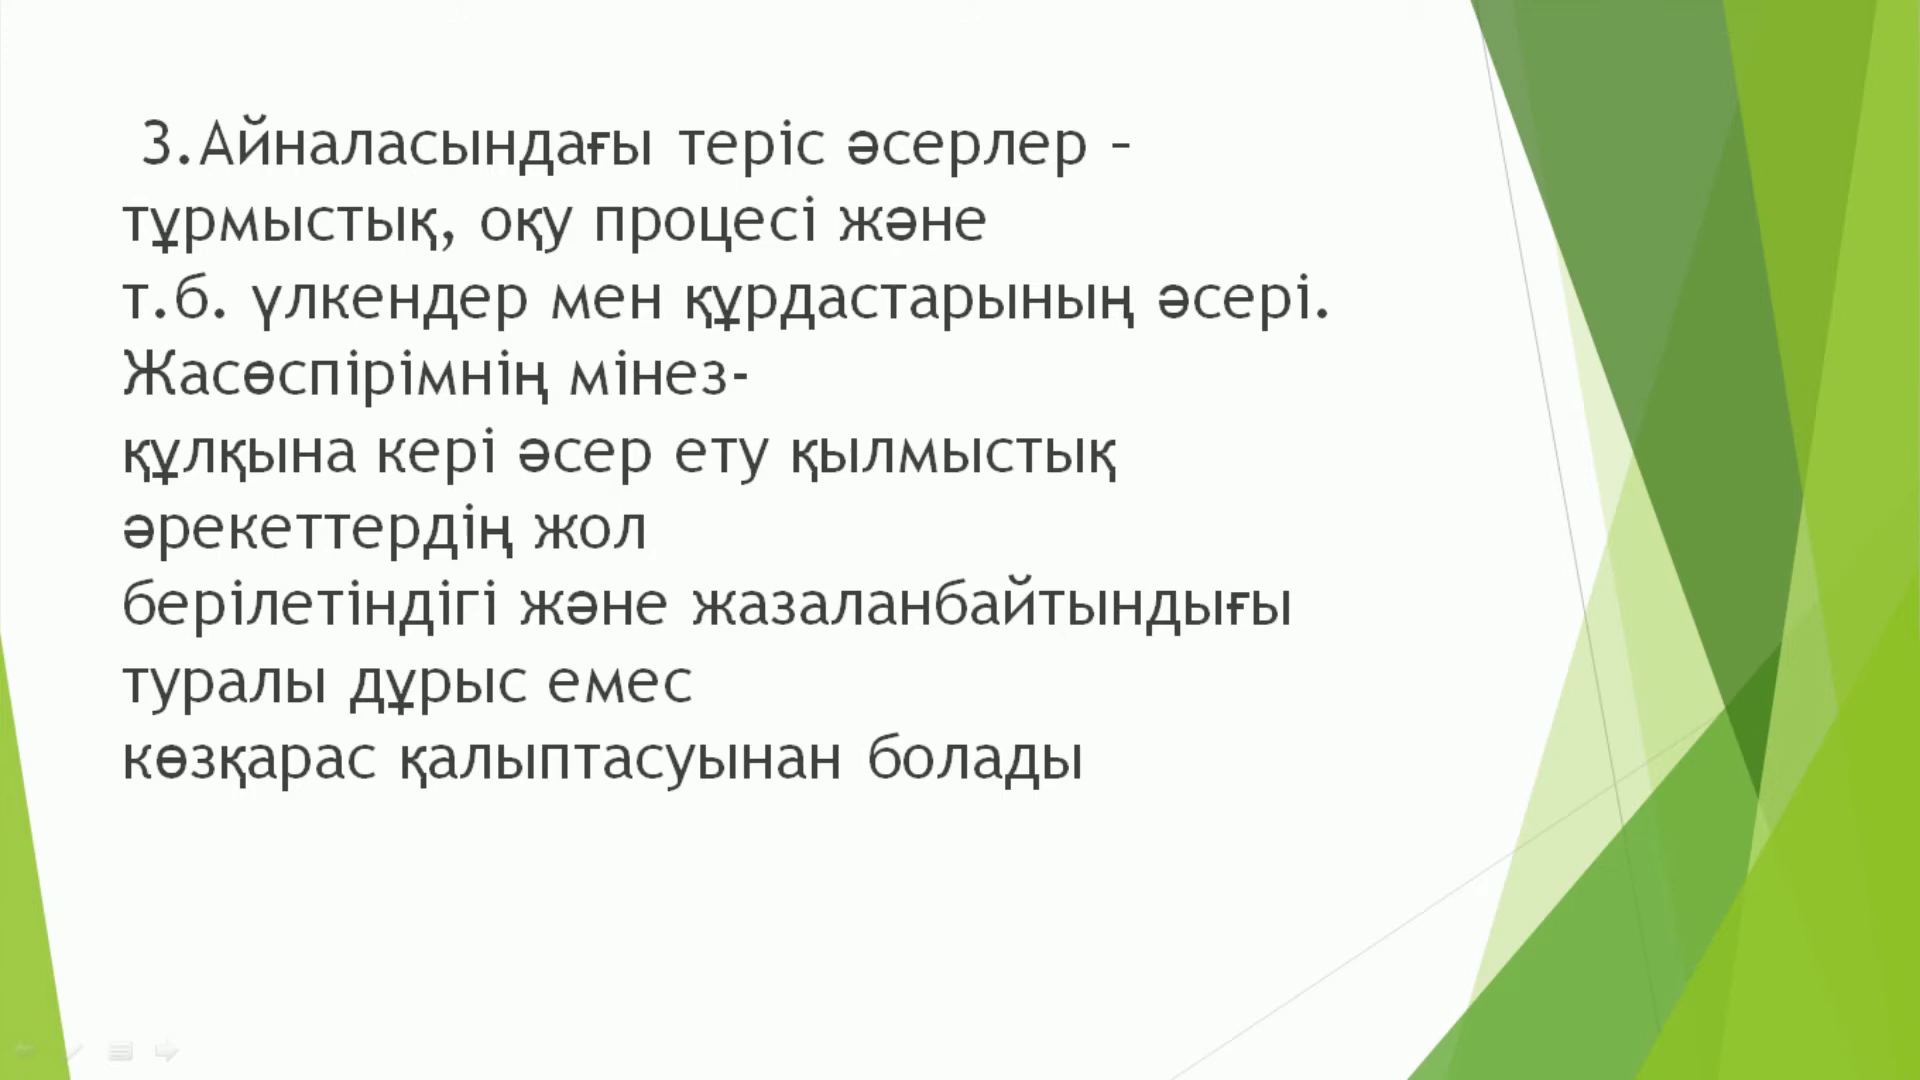 3.Айналасындағы теріс әсерлер –
тұрмыстық, оқу процесі және
т.б. үлкендер мен құрдастарының әсері.
Жасөспірімнің мінез-
құлқына кері әсер ету қылмыстық
әрекеттердің жол
берілетіндігі және жазаланбайтындығы
туралы дұрыс емес
көзқарас қалыптасуынан болады